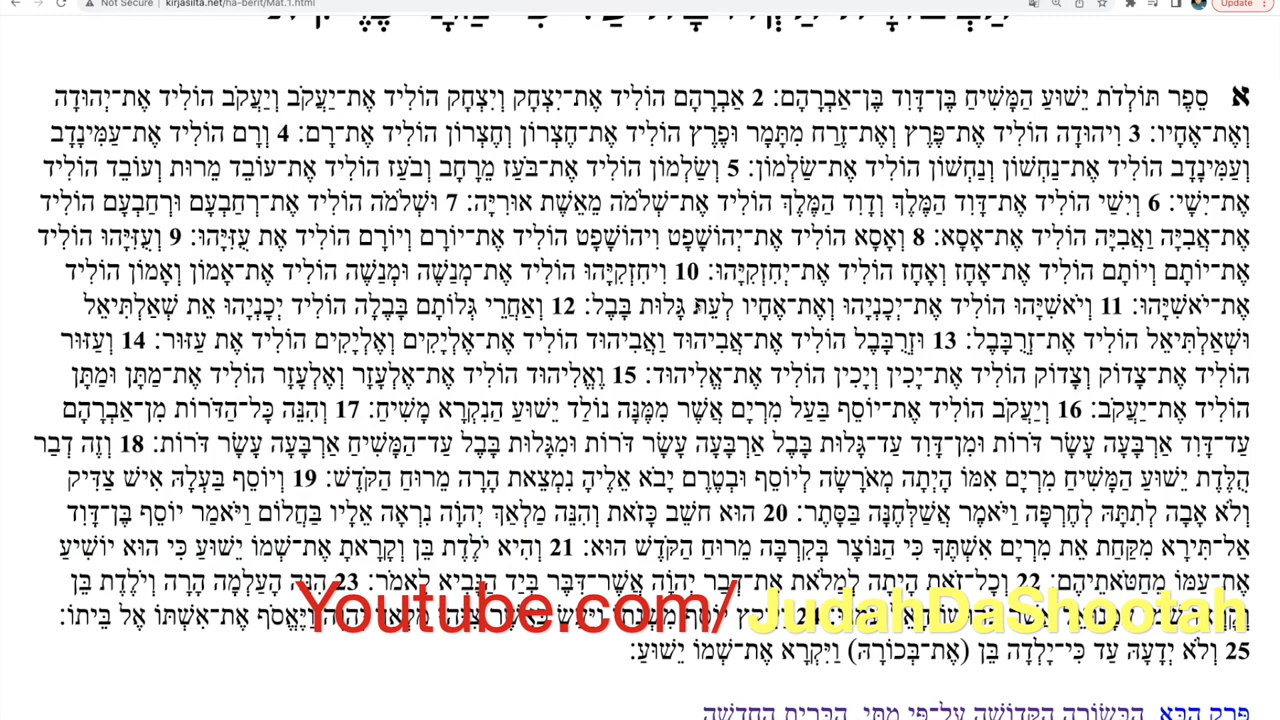 Not Secure | kirjasilta.net/ha-berit/Mat.1.html
Update
א סֵפֶר תּוֹלְדֹת יֵשׁוּעַ הַמָּשִׁיחַ בֶּן־דָּוִד בֶּן־אַבְרָהָם׃ 2 אַבְרָהָם הוֹלִיד אֶת־יִצְחָק וְיִצְחָק הוֹלִיד אֶת־יַעֲקֹב וְיַעֲקֹב הוֹלִיד אֶת־יְהוּדָה
וְאֶת־אֶחָיו׃ 3 וִיהוּדָה הוֹלִיד אֶת־פֶּרֶץ וְאֶת־זֶרַח מִתָּמָר וּפֶרֶץ הוֹלִיד אֶת־חֶצְרוֹן וְחֶצְרוֹן הוֹלִיד אֶת־רָם׃ 4 וְרָם הוֹלִיד אֶת־עַמִּינָדָב
וְעַמִּינָדָב הוֹלִיד אֶת־נַחְשׁוֹן וְנַחְשׁוֹן הוֹלִיד אֶת־שַׂלְמוֹן׃ 5 וְשַׂלְמוֹן הוֹלִיד אֶת־בֹּעַז מֵרָחָב וּבֹעַז הוֹלִיד אֶת־עוֹבֵד מֵרוּת וְעוֹבֵד הוֹלִיד
אֶת־יִשָׁי׃ 6 וְיִשַׁי הוֹלִיד אֶת־דָּוִד הַמֶּלֶךְ וְדָוִד הַמֶּלֶךְ הוֹלִיד אֶת־שְׁלֹמֹה מֵאֵשֶׁת אוּרִיָּה׃ 7 וּשְׁלֹמֹה הוֹלִיד אֶת־רְחַבְעָם וּרְחַבְעָם הוֹלִיד
אֶת־אֲבִיָּה וַאֲבִיָּה הוֹלִיד אֶת־אָסָא׃ 8 וְאָסָא הוֹלִיד אֶת־יְהוֹשָׁפָט וִיהוֹשָׁפָט הוֹלִיד אֶת־יוֹרָם וְיוֹרָם הוֹלִיד אֶת עֻזִּיָּהוּ׃ 9 וְעֻזִּיָּהוּ הוֹלִיד
אֶת־יוֹתָם וְיוֹתָם הוֹלִיד אֶת־אָחָז וְאָחָז הוֹלִיד אֶת־יְחִזְקִיָּהוּ׃ 10 וִיחִזְקִיָּהוּ הוֹלִיד אֶת־מְנַשֶּׁה וּמְנַשֶּׁה הוֹלִיד אֶת־אָמוֹן וְאָמוֹן הוֹלִיד
אֶת־יֹאשִׁיָּהוּ׃ 11 וְיֹאשִׁיָּהוּ הוֹלִיד אֶת־יְכָנְיָהוּ וְאֶת־אֶחָיו לְעֵת גָּלוּת בָּבֶל׃ 12 וְאַחֲרֵי גְּלוֹתָם בָּבֶלָה הוֹלִיד יְכָנְיָהוּ אֵת שְׁאַלְתִּיאֵל
וּשְׁאַלְתִּיאֵל הוֹלִיד אֶת־זְרֻבָּבֶל׃ 13 וּזְרֻבָּבֶל הוֹלִיד אֶת־אֲבִיהוּד וַאֲבִיהוּד הוֹלִיד אֶת־אֶלְיָקִים וְאֶלְיָקִים הוֹלִיד אֶת עַזּוּר׃ 14 וְעַזּוּר
הוֹלִיד אֶת־צָדוֹק וְצָדוֹק הוֹלִיד אֶת־יָכִין וְיָכִין הוֹלִיד אֶת־אֱלִיהוּד׃ 15 וֶאֱלִיהוּד הוֹלִיד אֶת־אֶלְעָזָר וְאֶלְעָזָר הוֹלִיד אֶת־מַתָּן וּמַתָּן
הוֹלִיד אֶת־יַעֲקֹב׃ 16 וְיַעֲקֹב הוֹלִיד אֶת־יוֹסֵף בַּעַל מִרְיָם אֲשֶׁר מִמֶּנָּה נוֹלַד יֵשׁוּעַ הַנִּקְרָא מָשִׁיחַ׃ 17 וְהִנֵּה כָּל־הַדֹּרוֹת מִן־אַבְרָהָם
עַד־דָּוִד אַרְבָּעָה עָשָׂר דֹּרוֹת וּמִן־דָּוִד עַד־גָּלוּת בָּבֶל אַרְבָּעָה עָשָׂר דֹּרוֹת וּמִגָּלוּת בָּבֶל עַד־הַמָּשִׁיחַ אַרְבָּעָה עָשָׂר דֹּרוֹת׃ 18 וְזֶה דְבַר
הֻלֶּדֶת יֵשׁוּעַ הַמָּשִׁיחַ מִרְיָם אִמּוֹ הָיְתָה מְאֹרָשָׂה לְיוֹסֵף וּבְטֶרֶם יָבֹא אֵלֶיהָ נִמְצֵאת הָרָה מֵרוּחַ הַקֹּדֶשׁ׃ 19 וְיוֹסֵף בַּעְלָהּ אִישׁ צַדִּיק
וְלֹא אָבָה לְתִתָּהּ לְחֶרְפָּה וַיֹּאמֶר אֲשַׁלְּחֶנָּה בַּסָּתֶר׃ 20 הוּא חֹשֵׁב כָּזֹאת וְהִנֵּה מַלְאַךְ יְהוָֹה נִרְאָה אֵלָיו בַּחֲלוֹם וַיֹּאמַר יוֹסֵף בֶּן־דָּוִד
אַל־תִּירָא מִקַּחַת אֵת מִרְיָם אִשְׁתֶּךָ כִּי הַנּוֹצָר בְּקִרְבָּהּ מֵרוּחַ הַקֹּדֶשׁ הוּא׃ 21 וְהִיא יֹלֶדֶת בֵּן וְקָרָאתָ אֶת־שְׁמוֹ יֵשׁוּעַ כִּי הוּא יוֹשִׁיעַ
אֶת־עַמּוֹ מֵחַטֹּאתֵיהֶם׃ 22 וְכָל־זֹאת הָיְתָה לְמַלֹּאת אֶת־דְּבַר יְהוָֹה אֲשֶׁר־דִּבֶּר בְּיַד הַנָּבִיא לֵאמֹר׃ 23 הִנֵּה הָעַלְמָה הָרָה וְיֹלֶדֶת בֵּן
24 אֶל בֵּיתוֹ׃ וַיֶּאֱסֹף אֶת־אִשְׁתּוֹ
Youtube.com/ JudahDaShootah
25 וְלֹא יְדָעָהּ עַד כִּי־יָלְדָה בֵּן (אֶת־בְּכוֹרָהּ) וַיִּקְרָא אֶת־שְׁמוֹ יֵשׁוּעַ׃
פֶּרֶק הַבָּא הַבְּשׂוֹרָה הַקְּדוֹשָׁה עַל־פִּי מַתַּי, הַבְּרִית הַחֲדָשָׁה